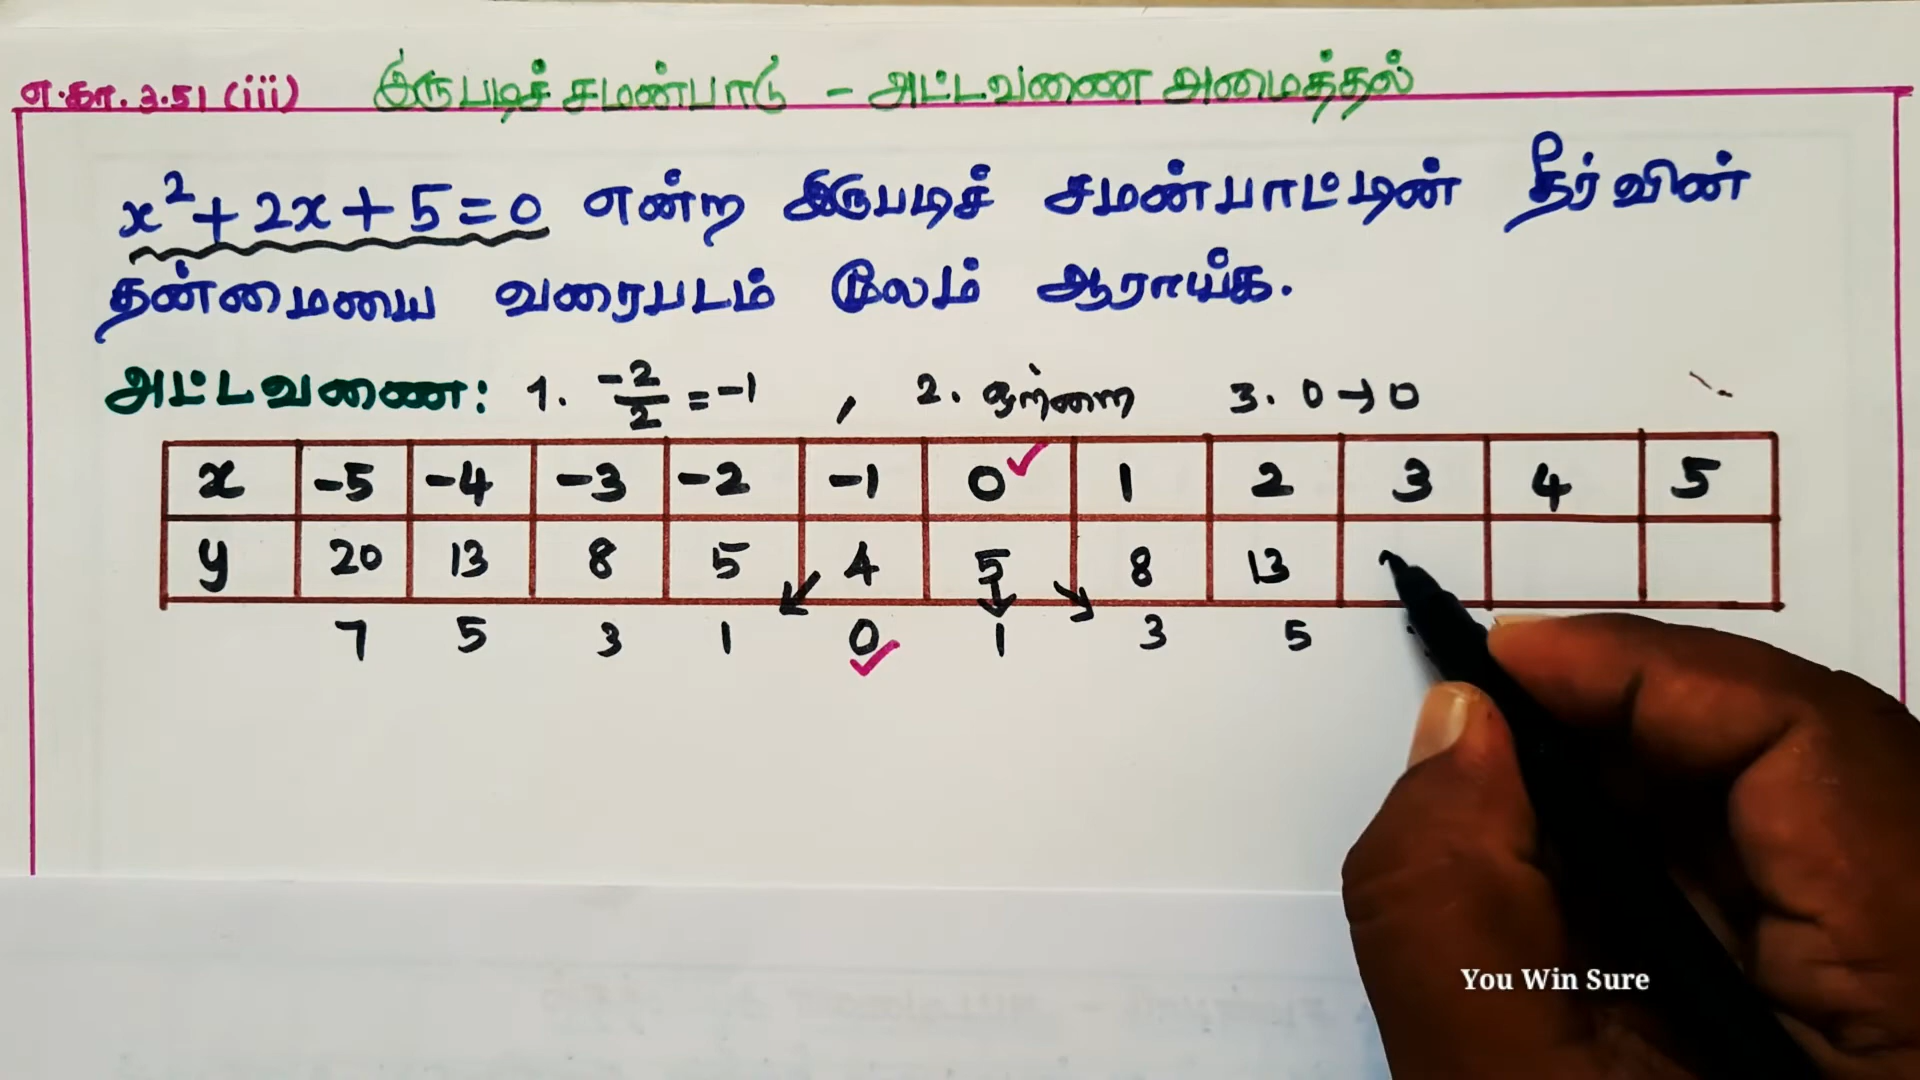 எ.கா. 3.51 (iii) இருபடிச் சமன்பாடு - அட்டவணை அமைத்தல்
x² + 2x + 5 = 0 என்ற இருபடிச் சமன்பாட்டின் தீர்வின்
தன்மையை வரைபடம் மூலம் ஆராய்க.
அட்டவணை: 1. -2/2 = -1 , 2. ஒற்றை 3. 0 → 0
x -5 -4 -3 -2 -1 0 ✓ 1 2 3 4 5
y 20 13 8 5 4 5 8 13
7 5 3 1 0 ✓ 1 3 5
You Win Sure